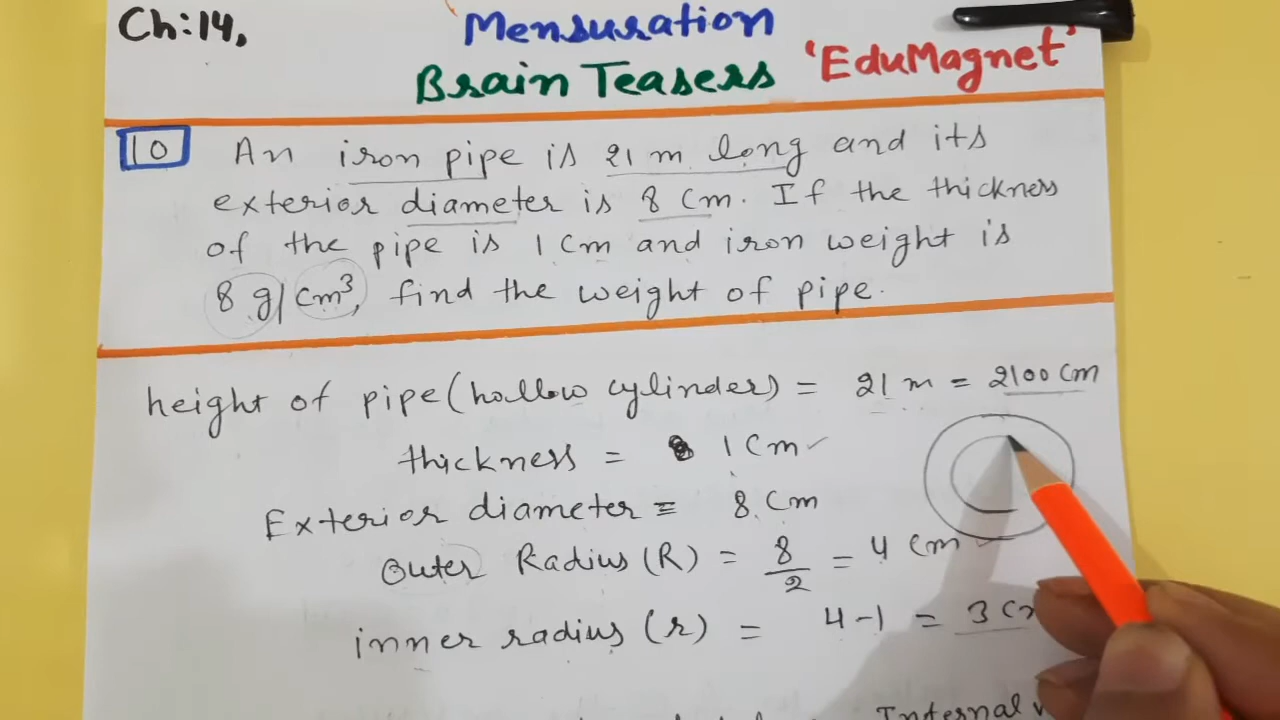 Ch:14, Mensuration
Brain Teasers 'EduMagnet'
10 An iron pipe is 21 m long and its
exterior diameter is 8 cm. If the thickness
of the pipe is 1 cm and iron weight is
8 g/cm³, find the weight of pipe.
height of pipe (hollow cylinder) = 21 m = 2100 cm
thickness = 1 cm ✓
Exterior diameter = 8 cm
Outer Radius (R) = 8/2 = 4 cm
inner radius (r) = 4-1 = 3
Internal